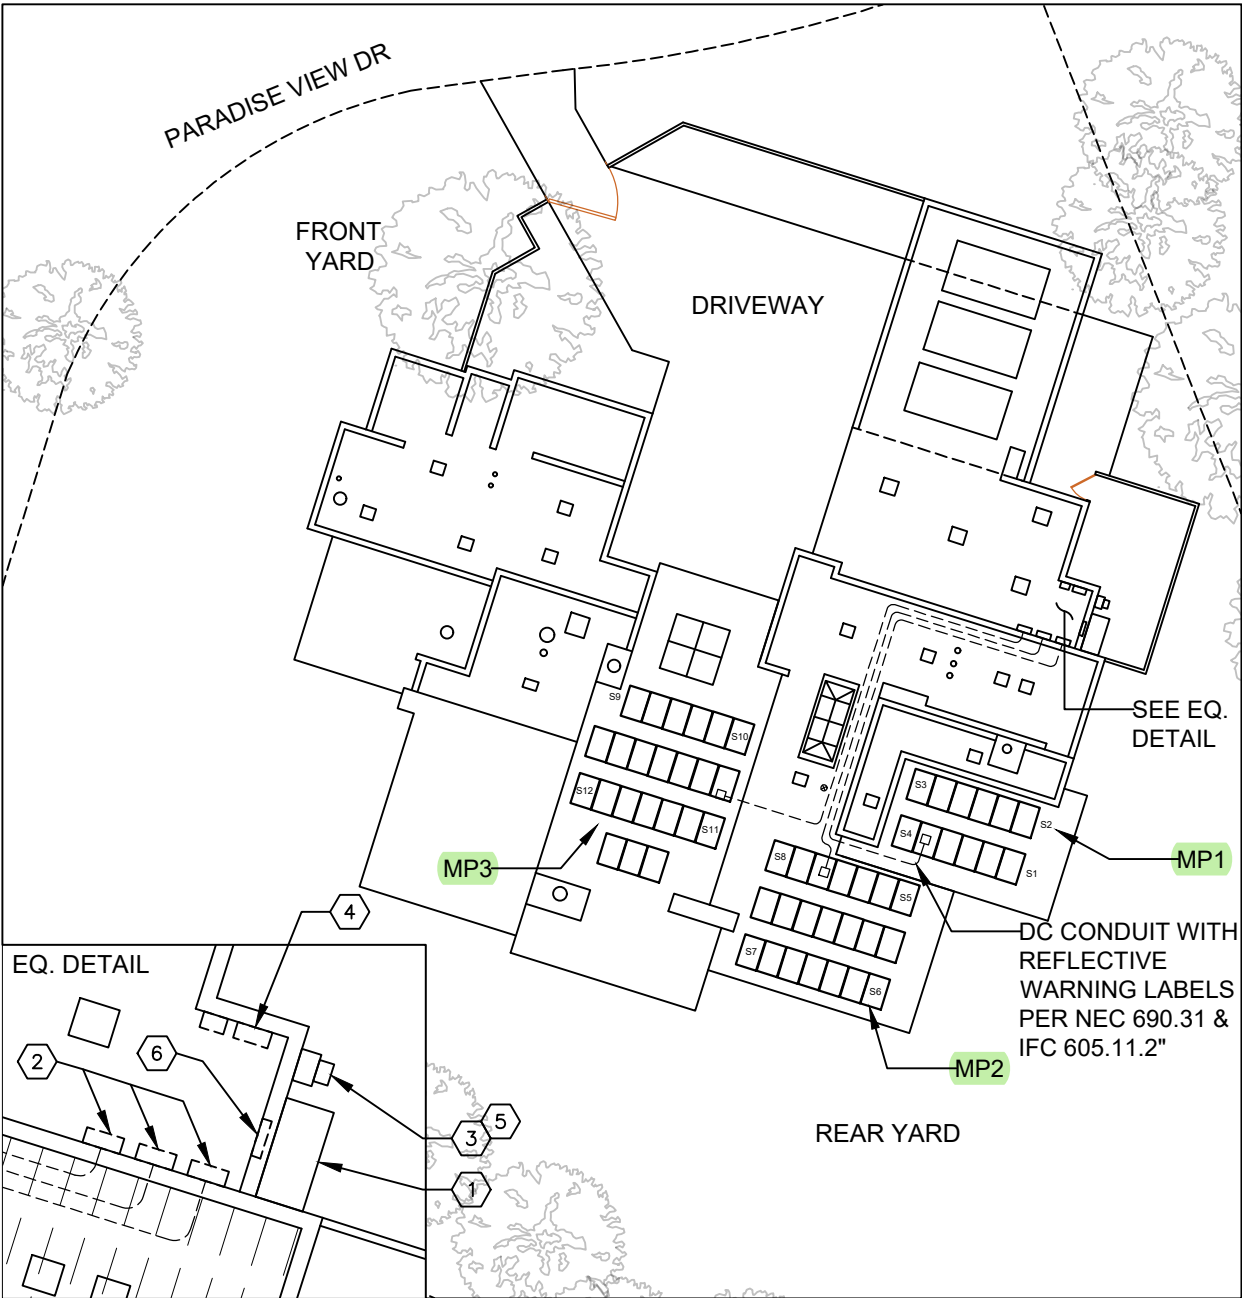 PARADISE VIEW DR
FRONT
YARD
DRIVEWAY
SEE EQ.
DETAIL
S9
S10
S12
S11
S3
S2
S4
S1
S8
S5
S7
S6
MP1
MP3
MP2
DC CONDUIT WITH
REFLECTIVE
WARNING LABELS
PER NEC 690.31 &
IFC 605.11.2"
REAR YARD
EQ. DETAIL
4
2
6
5
3
1